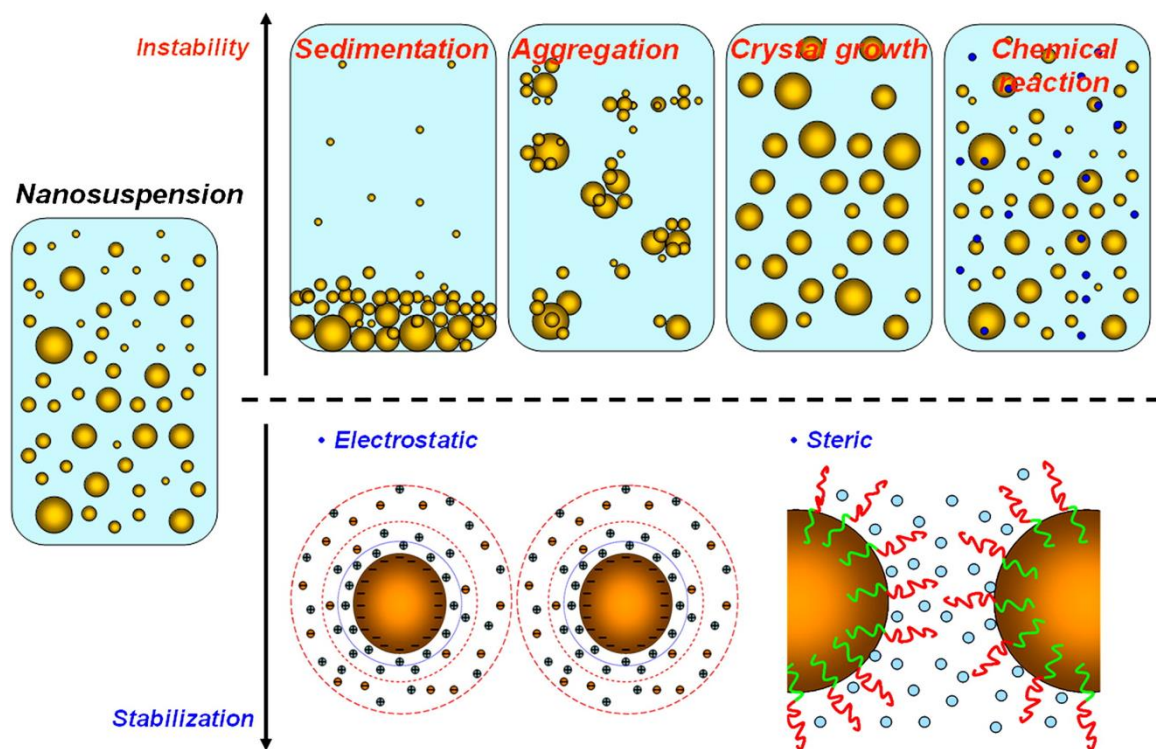 Instability
Sedimentation
Aggregation
Crystal growth
Chemical
reaction
Nanosuspension
• Electrostatic
• Steric
Stabilization